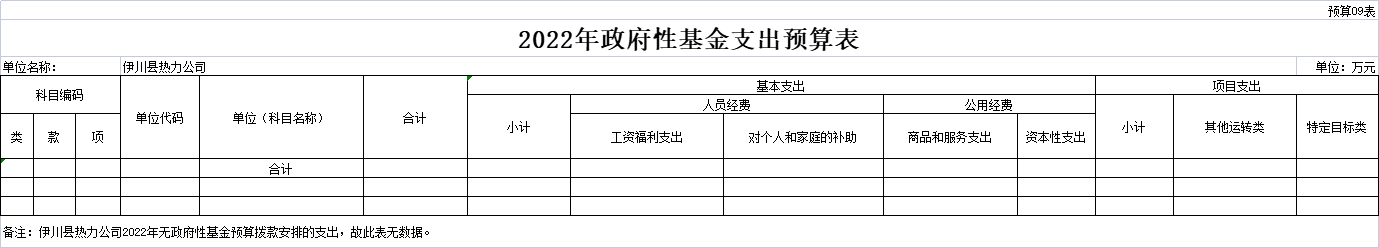 预算09表
2022年政府性基金支出预算表
单位名称： 伊川县热力公司 单位：万元
科目编码 单位代码 单位（科目名称） 合计 基本支出 项目支出
小计 人员经费 公用经费 小计 其他运转类 特定目标类
类 款 项 工资福利支出 对个人和家庭的补助 商品和服务支出 资本性支出
合计
备注：伊川县热力公司2022年无政府性基金预算拨款安排的支出，故此表无数据。